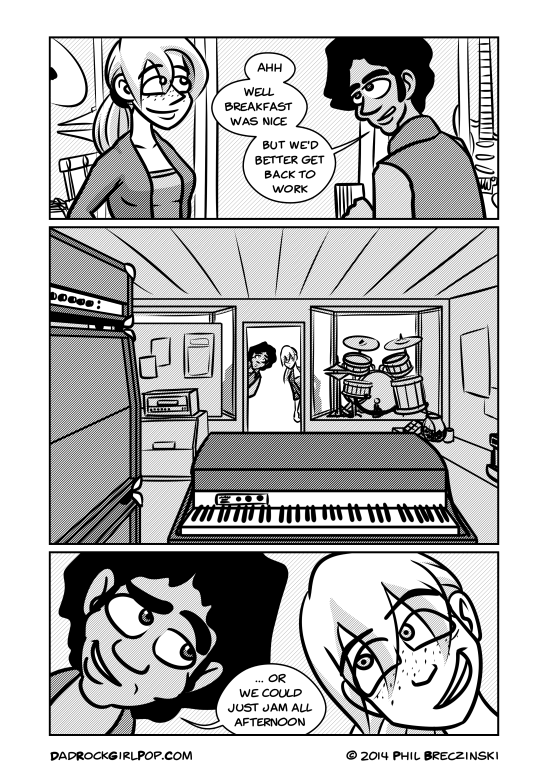 AHH
WELL
BREAKFAST
WAS NICE
BUT WE'D
BETTER GET
BACK TO
WORK
... OR
WE COULD
JUST JAM ALL
AFTERNOON
DADROCKGIRLPOP.COM
© 2014 PHIL BRECZINSKI